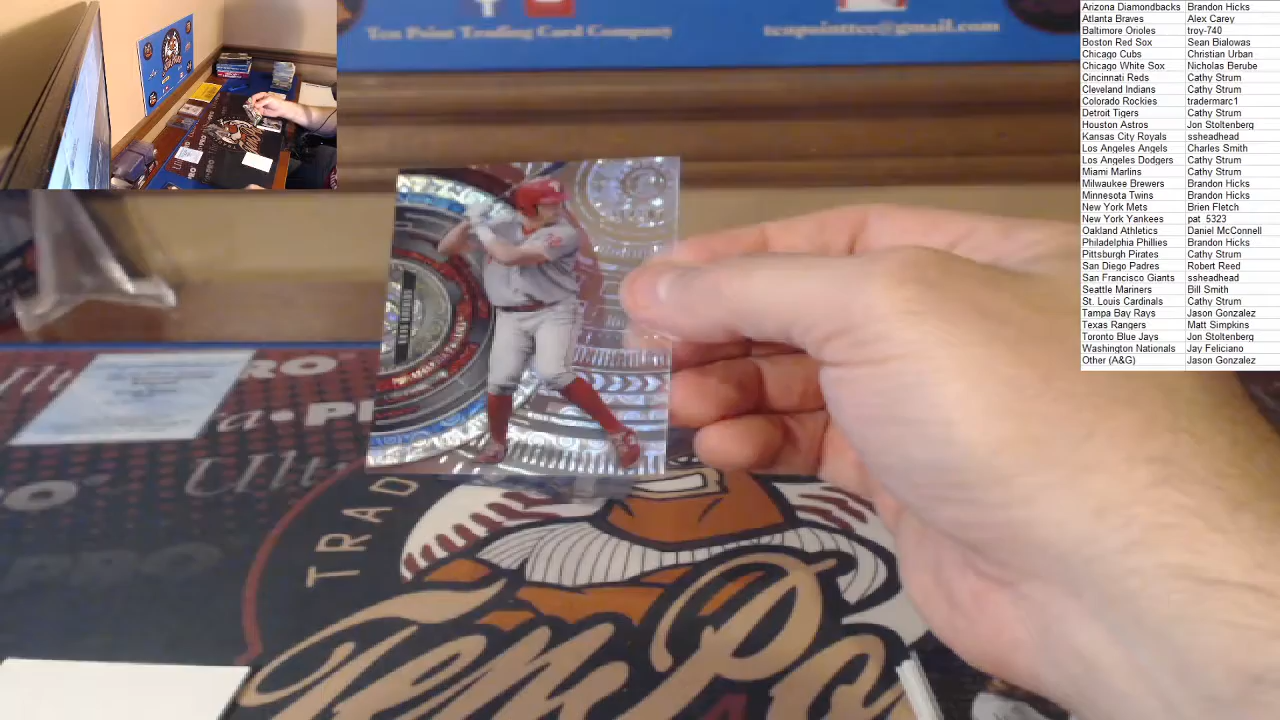 Ten Point Trading Card Company
tenpointtcc@gmail.com
Arizona Diamondbacks Brandon Hicks
Atlanta Braves Alex Carey
Baltimore Orioles troy-740
Boston Red Sox Sean Bialowas
Chicago Cubs Christian Urban
Chicago White Sox Nicholas Berube
Cincinnati Reds Cathy Strum
Cleveland Indians Cathy Strum
Colorado Rockies tradermarc1
Detroit Tigers Cathy Strum
Houston Astros Jon Stoltenberg
Kansas City Royals ssheadhead
Los Angeles Angels Charles Smith
Los Angeles Dodgers Cathy Strum
Miami Marlins Cathy Strum
Milwaukee Brewers Brandon Hicks
Minnesota Twins Brandon Hicks
New York Mets Brien Fletch
New York Yankees pat 5323
Oakland Athletics Daniel McConnell
Philadelphia Phillies Brandon Hicks
Pittsburgh Pirates Cathy Strum
San Diego Padres Robert Reed
San Francisco Giants ssheadhead
Seattle Mariners Bill Smith
St. Louis Cardinals Cathy Strum
Tampa Bay Rays Jason Gonzalez
Texas Rangers Matt Simpkins
Toronto Blue Jays Jon Stoltenberg
Washington Nationals Jay Feliciano
Other (A&G) Jason Gonzalez
RO
a•P
Ult
TRAD
Ten Po